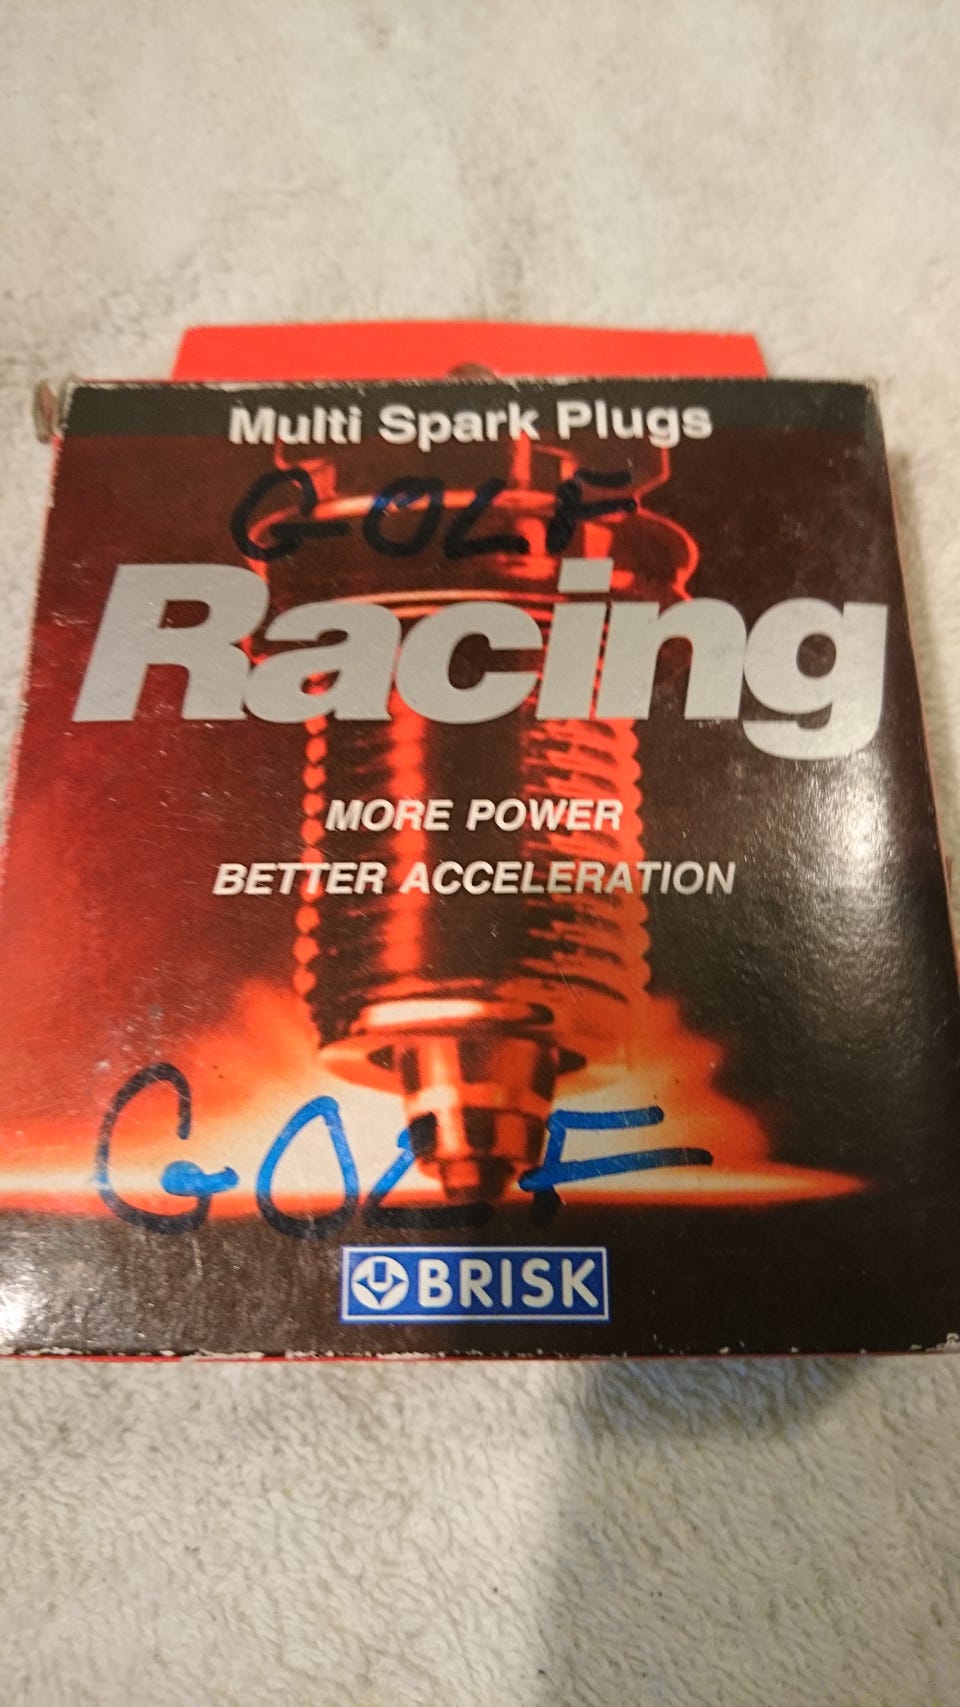 Multi Spark Plugs
GOLF
Racing
MORE POWER
BETTER ACCELERATION
GOLF
BRISK